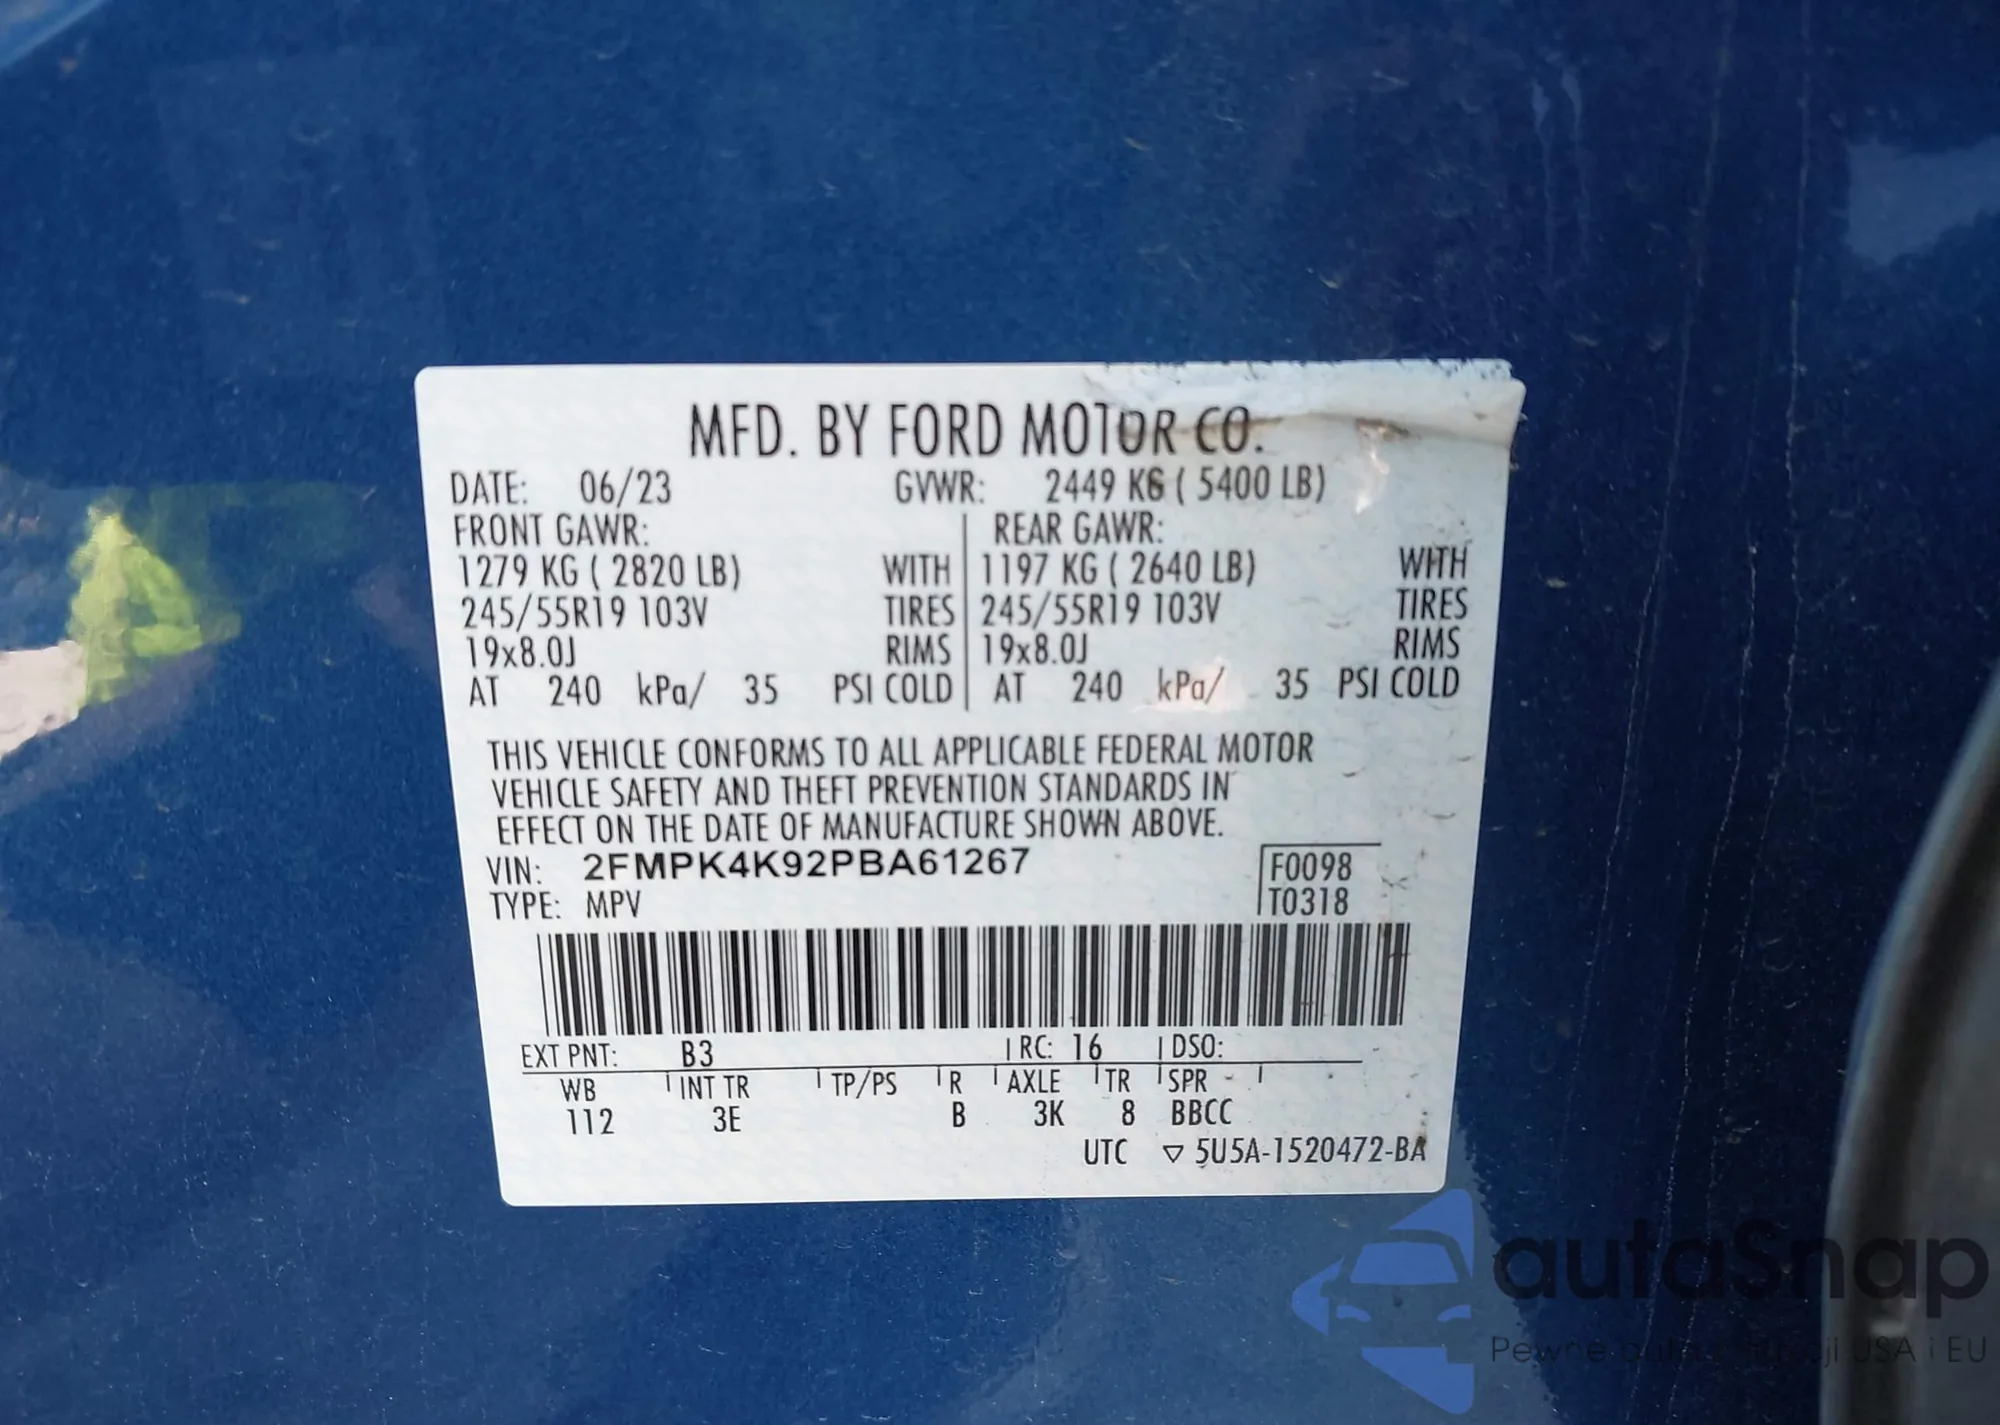 MFD. BY FORD MOTOR CO.
DATE: 06/23 GVWR: 2449 KG ( 5400 LB)
FRONT GAWR: REAR GAWR:
1279 KG ( 2820 LB) WITH 1197 KG ( 2640 LB) WITH
245/55R19 103V TIRES 245/55R19 103V TIRES
19x8.0J RIMS 19x8.0J RIMS
AT 240 kPa/ 35 PSI COLD AT 240 kPa/ 35 PSI COLD
THIS VEHICLE CONFORMS TO ALL APPLICABLE FEDERAL MOTOR
VEHICLE SAFETY AND THEFT PREVENTION STANDARDS IN
EFFECT ON THE DATE OF MANUFACTURE SHOWN ABOVE.
VIN: 2FMPK4K92PBA61267 F0098
TYPE: MPV T0318
EXT PNT: B3 RC: 16 DSO:
WB INT TR TP/PS R AXLE TR SPR
112 3E B 3K 8 BBCC
UTC ▽ 5U5A-1520472-BA
autaSnap
Pewne auta USA i EU